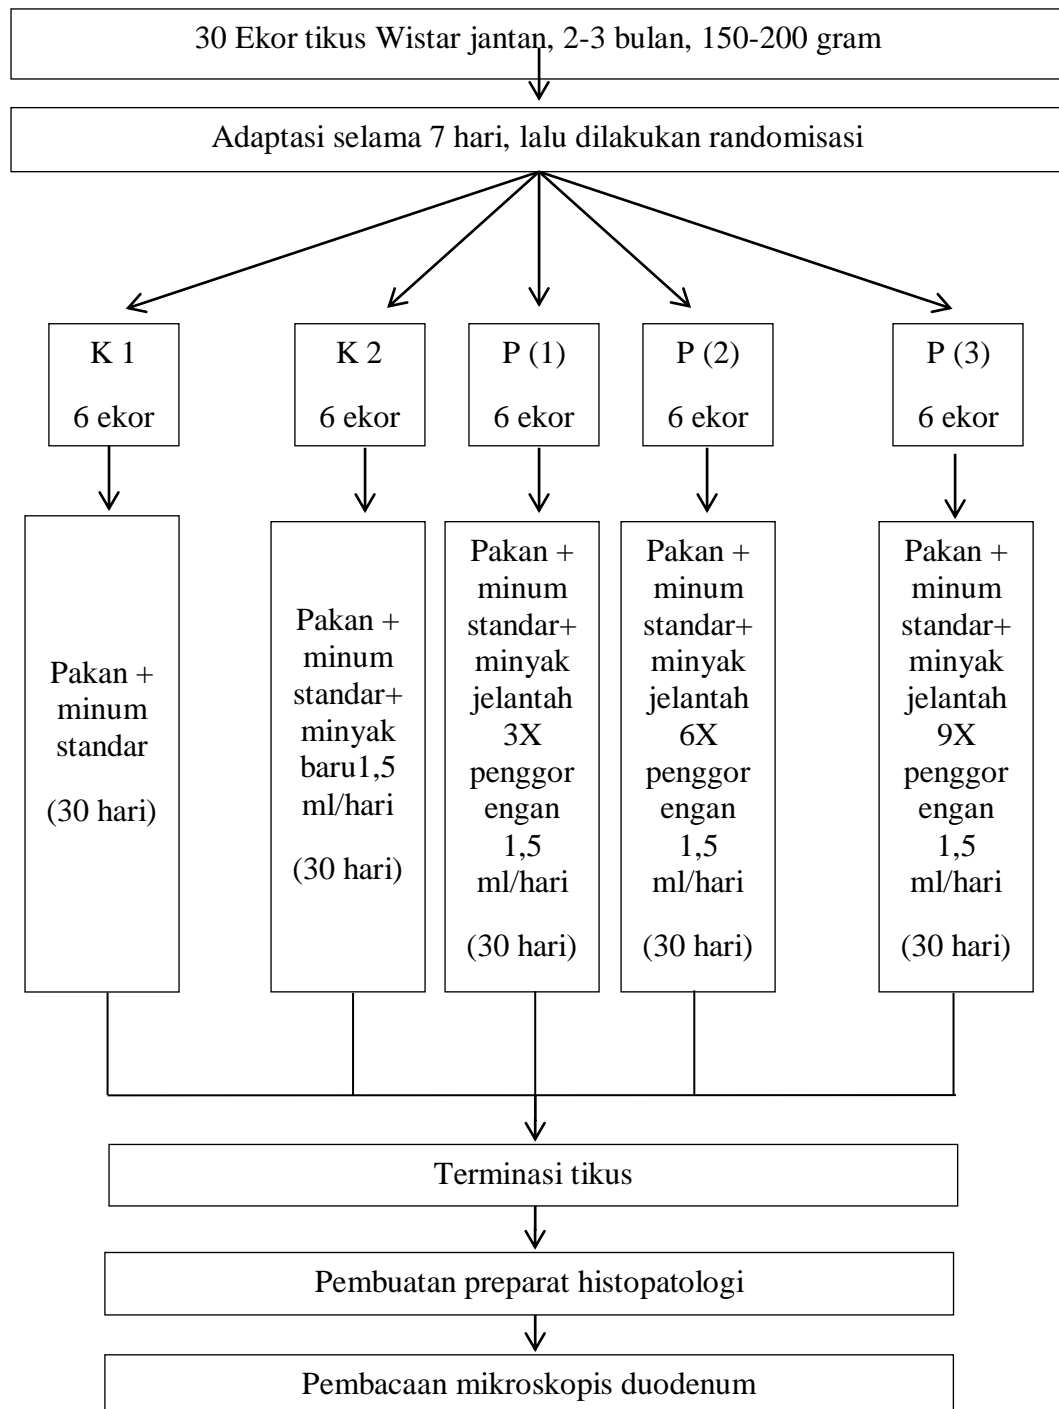 30 Ekor tikus Wistar jantan, 2-3 bulan, 150-200 gram
Adaptasi selama 7 hari, lalu dilakukan randomisasi
K 1
6 ekor
K 2
6 ekor
P (1)
6 ekor
P (2)
6 ekor
P (3)
6 ekor
Pakan +
minum
standar
(30 hari)
Pakan +
minum
standar+
minyak
baru1,5
ml/hari
(30 hari)
Pakan +
minum
standar+
minyak
jelantah
3X
penggor
engan
1,5
ml/hari
(30 hari)
Pakan +
minum
standar+
minyak
jelantah
6X
penggor
engan
1,5
ml/hari
(30 hari)
Pakan +
minum
standar+
minyak
jelantah
9X
penggor
engan
1,5
ml/hari
(30 hari)
Terminasi tikus
Pembuatan preparat histopatologi
Pembacaan mikroskopis duodenum